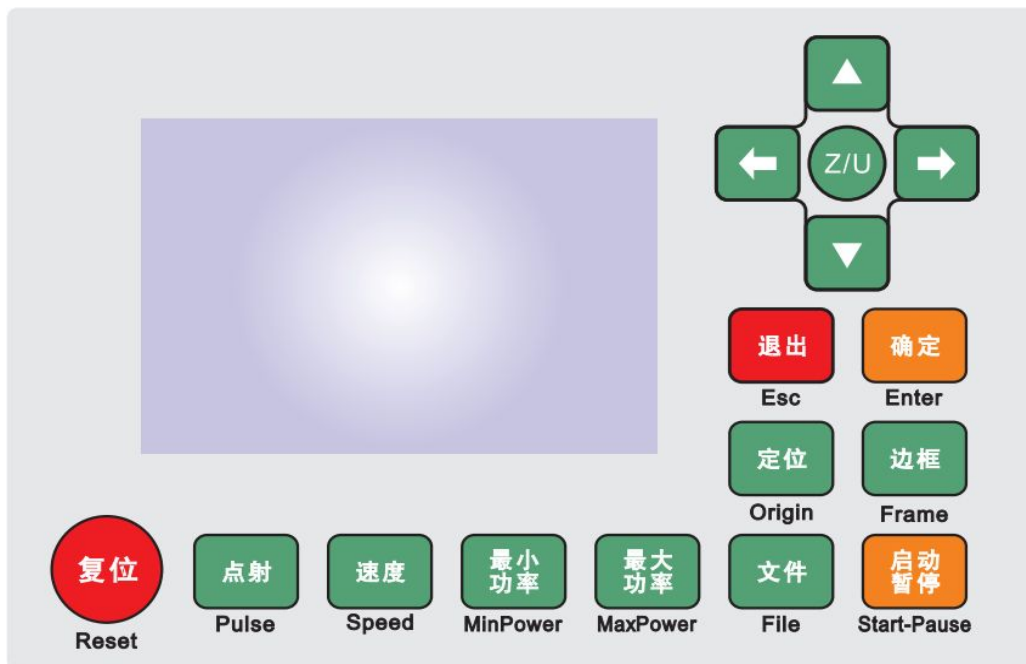 Z/U
退出
确定
Esc
Enter
定位
边框
Origin
Frame
复位
点射
速度
最小
功率
最大
功率
文件
启动
暂停
Reset
Pulse
Speed
MinPower
MaxPower
File
Start-Pause